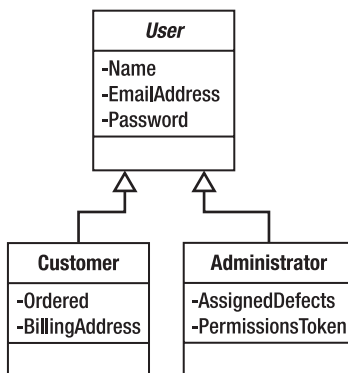 User
-Name
-EmailAddress
-Password
Customer
-Ordered
-BillingAddress
Administrator
-AssignedDefects
-PermissionsToken